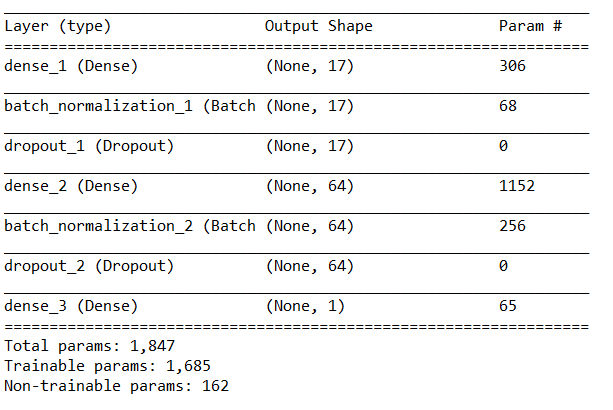 Layer (type) Output Shape Param #
=================================================================
dense_1 (Dense) (None, 17) 306
batch_normalization_1 (Batch (None, 17) 68
dropout_1 (Dropout) (None, 17) 0
dense_2 (Dense) (None, 64) 1152
batch_normalization_2 (Batch (None, 64) 256
dropout_2 (Dropout) (None, 64) 0
dense_3 (Dense) (None, 1) 65
=================================================================
Total params: 1,847
Trainable params: 1,685
Non-trainable params: 162